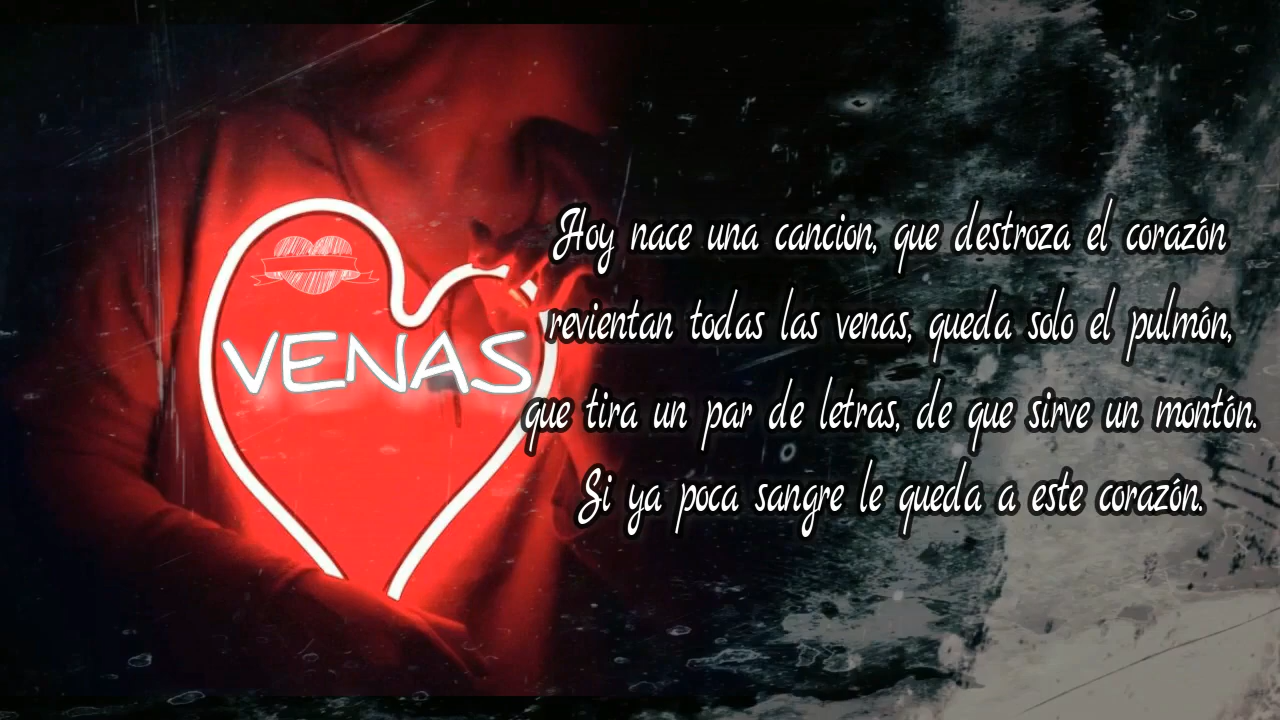 VENAS
Hoy nace una cancion, que destroza el corazón
revientan todas las venas, queda solo el pulmón,
que tira un par de letras, de que sirve un montón.
Si ya poca sangre le queda a este corazón.